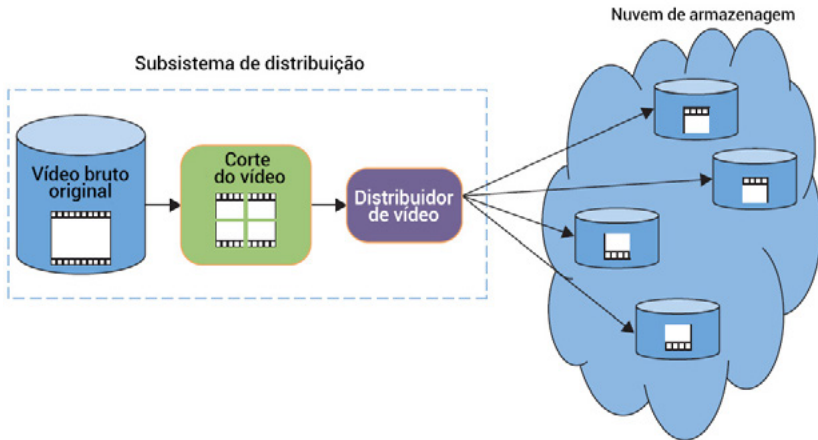 Nuvem de armazenagem
Subsistema de distribuição
Vídeo bruto
original
Corte
do vídeo
Distribuidor
de vídeo